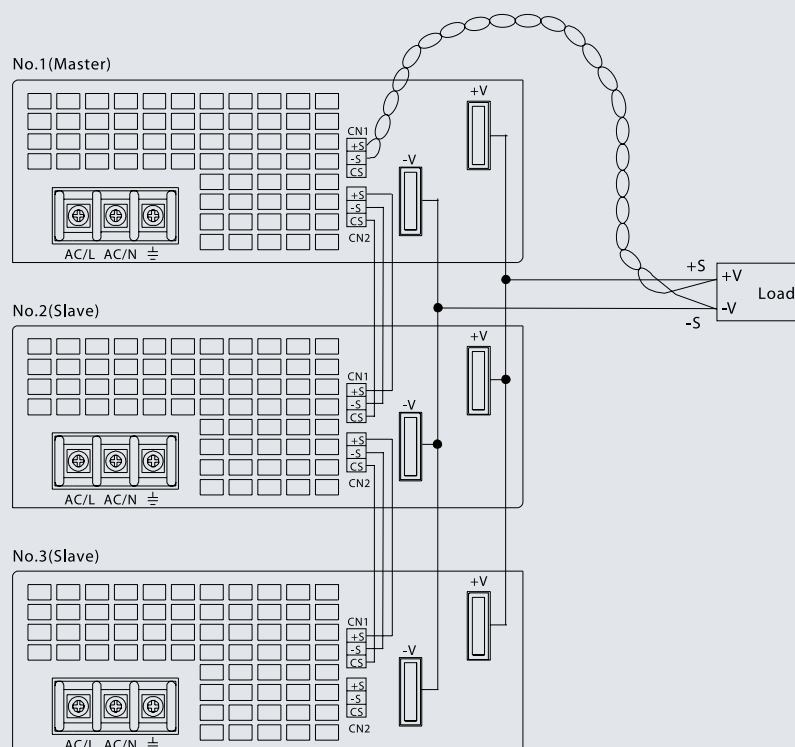 No.1(Master)
+V
CN1
+S
-S
CS
-V
+S
-S
CS
CN2
AC/L AC/N
+S
+V
Load
-V
-S
No.2(Slave)
+V
CN1
+S
-S
CS
-V
+S
-S
CS
CN2
AC/L AC/N
No.3(Slave)
+V
CN1
+S
-S
CS
-V
+S
-S
CS
CN2
AC/L AC/N